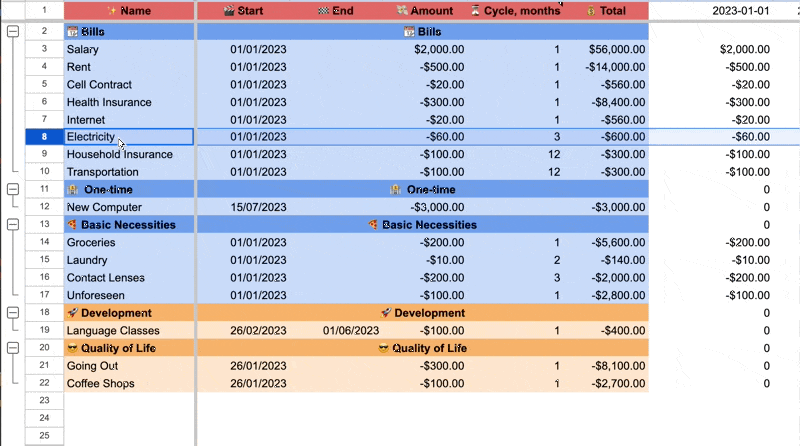 1 ✨ Name 🎬 Start 🏁 End 💸 Amount ⏳ Cycle, months 💰 Total 2023-01-01
2 📅 Bills 📅 Bills 0
3 Salary 01/01/2023 $2,000.00 1 $56,000.00 $2,000.00
4 Rent 01/01/2023 -$500.00 1 -$14,000.00 -$500.00
5 Cell Contract 01/01/2023 -$20.00 1 -$560.00 -$20.00
6 Health Insurance 01/01/2023 -$300.00 1 -$8,400.00 -$300.00
7 Internet 01/01/2023 -$20.00 1 -$560.00 -$20.00
8 Electricity 01/01/2023 -$60.00 3 -$600.00 -$60.00
9 Household Insurance 01/01/2023 -$100.00 12 -$300.00 -$100.00
10 Transportation 01/01/2023 -$100.00 12 -$300.00 -$100.00
11 🏦 One-time 🏦 One-time 0
12 New Computer 15/07/2023 -$3,000.00 -$3,000.00 0
13 🍕 Basic Necessities 🍕 Basic Necessities 0
14 Groceries 01/01/2023 -$200.00 1 -$5,600.00 -$200.00
15 Laundry 01/01/2023 -$10.00 2 -$140.00 -$10.00
16 Contact Lenses 01/01/2023 -$200.00 3 -$2,000.00 -$200.00
17 Unforeseen 01/01/2023 -$100.00 1 -$2,800.00 -$100.00
18 🚀 Development 🚀 Development 0
19 Language Classes 26/02/2023 01/06/2023 -$100.00 1 -$400.00 0
20 😎 Quality of Life 😎 Quality of Life 0
21 Going Out 26/01/2023 -$300.00 1 -$8,100.00 0
22 Coffee Shops 26/01/2023 -$100.00 1 -$2,700.00 0
23
24
25